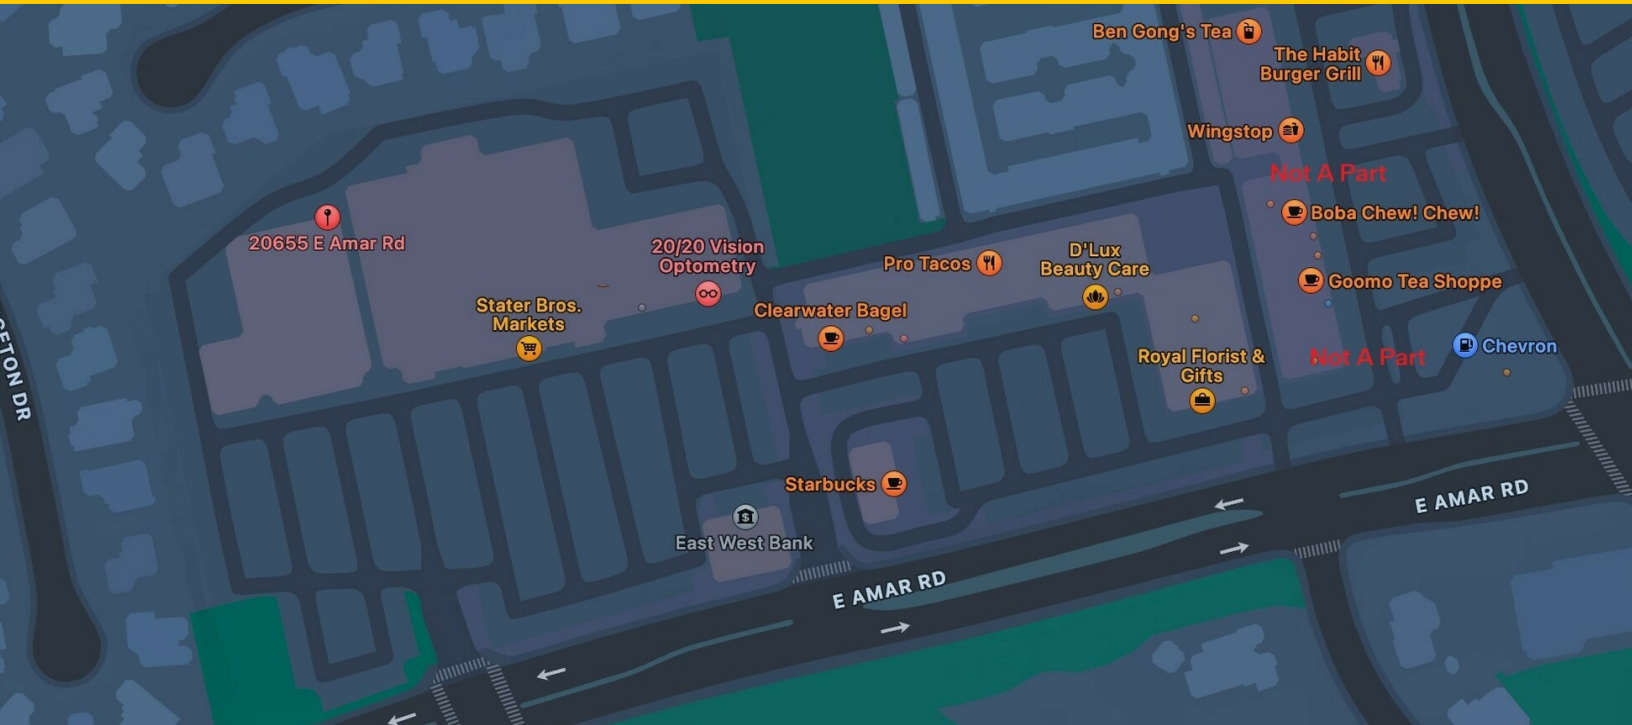 Ben Gong's Tea
The Habit
Burger Grill
Wingstop
Not A Part
Boba Chew! Chew!
20655 E Amar Rd
20/20 Vision
Optometry
Pro Tacos
D'Lux
Beauty Care
Goomo Tea Shoppe
Stater Bros.
Markets
Clearwater Bagel
Royal Florist &
Gifts
Not A Part
Chevron
CETON DR
Starbucks
East West Bank
E AMAR RD
E AMAR RD